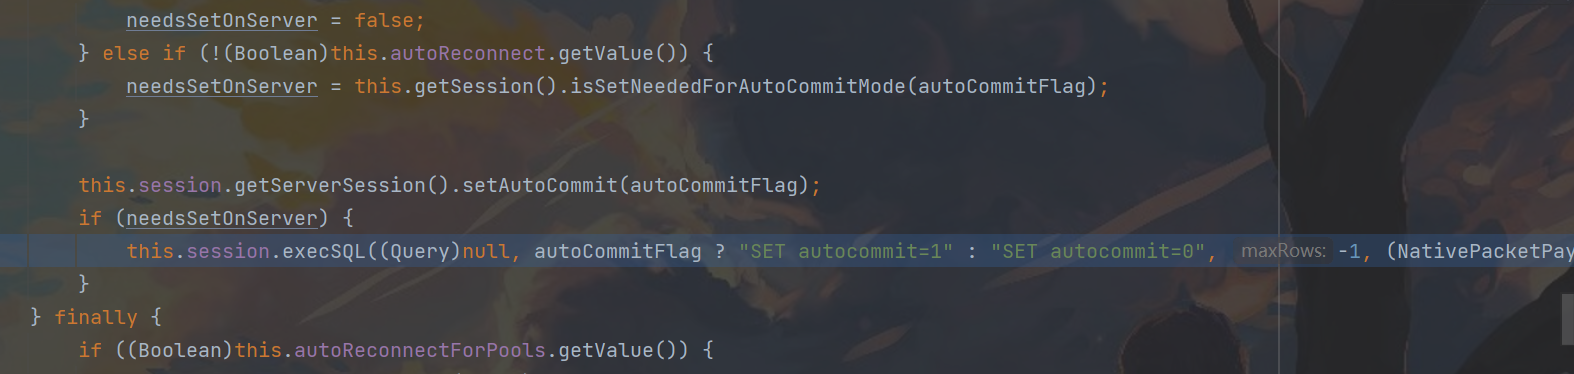 needsSetOnServer = false;
} else if (!(Boolean)this.autoReconnect.getValue()) {
needsSetOnServer = this.getSession().isSetNeededForAutoCommitMode(autoCommitFlag);
}
this.session.getServerSession().setAutoCommit(autoCommitFlag);
if (needsSetOnServer) {
this.session.execSQL((Query)null, autoCommitFlag ? "SET autocommit=1" : "SET autocommit=0", maxRows: -1, (NativePacketPay
}
} finally {
if ((Boolean)this.autoReconnectForPools.getValue()) {